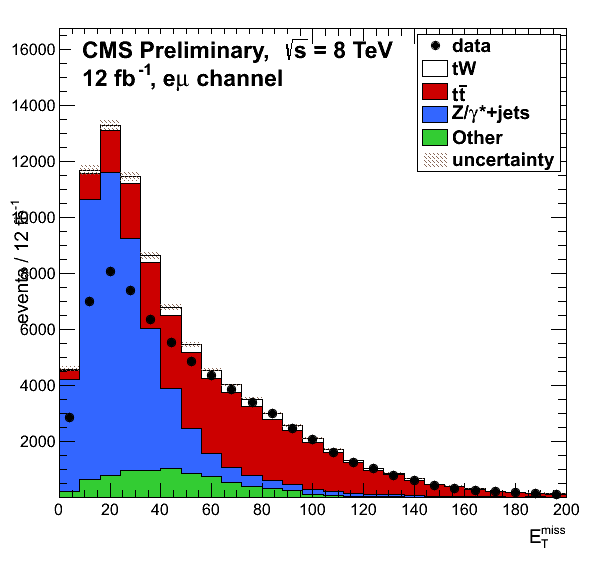 CMS Preliminary, √s = 8 TeV
12 fb⁻¹, eμ channel
data
tW
tt̅
Z/γ*+jets
Other
uncertainty
events / 12 fb⁻¹
16000
14000
12000
10000
8000
6000
4000
2000
0 20 40 60 80 100 120 140 160 180 200
E_T^miss